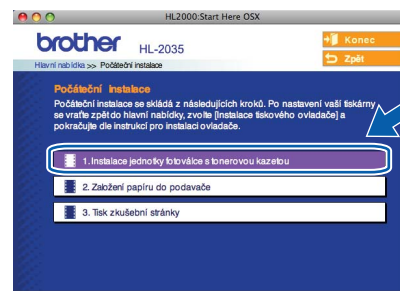 HL2000:Start Here OSX
brother HL-2035
Konec
Zpět
Hlavní nabídka >> Počáteční instalace
Počáteční instalace
Počáteční instalace se skládá z následujících kroků. Po nastavení vaší tiskárny
se vraťte zpět do hlavní nabídky, zvolte [Instalace tiskového ovladače] a
pokračujte dle instrukcí pro instalaci ovladače.
1. Instalace jednotky fotoválce s tonerovou kazetou
2. Založení papíru do podavače
3. Tisk zkušební stránky